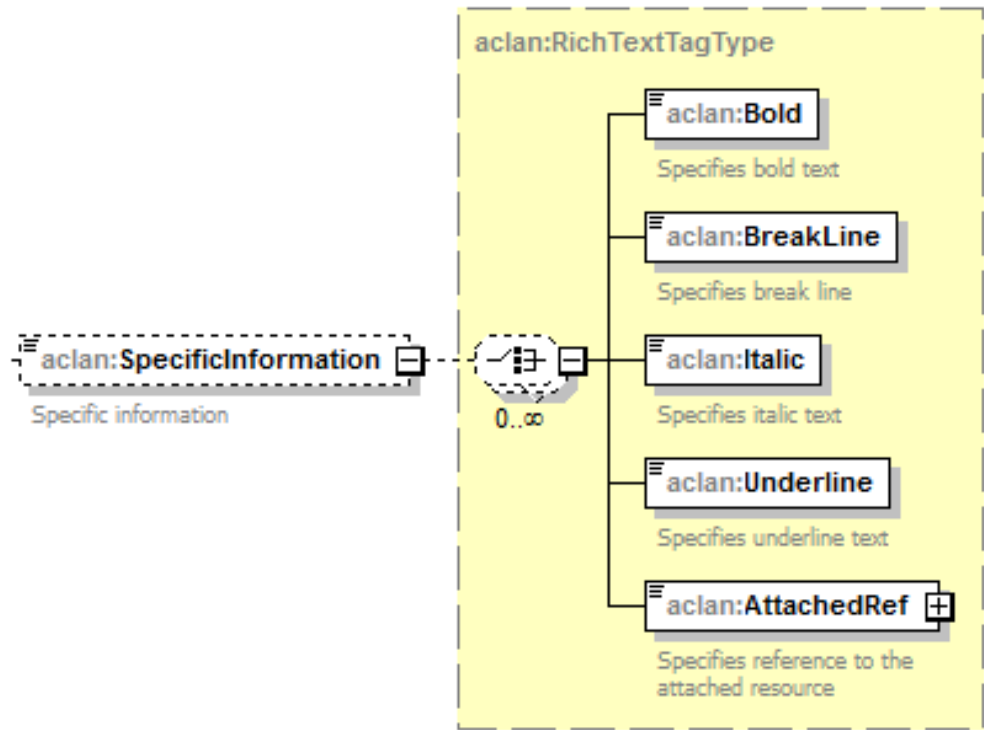 aclan:RichTextTagType
aclan:Bold
Specifies bold text
aclan:BreakLine
Specifies break line
aclan:SpecificInformation
Specific information
0..∞
aclan:Italic
Specifies italic text
aclan:Underline
Specifies underline text
aclan:AttachedRef
Specifies reference to the
attached resource